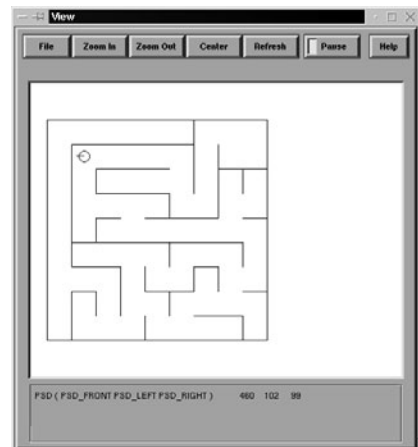 View
File Zoom In Zoom Out Center Refresh Pause Help
PSD ( PSD_FRONT PSD_LEFT PSD_RIGHT ) 460 102 99